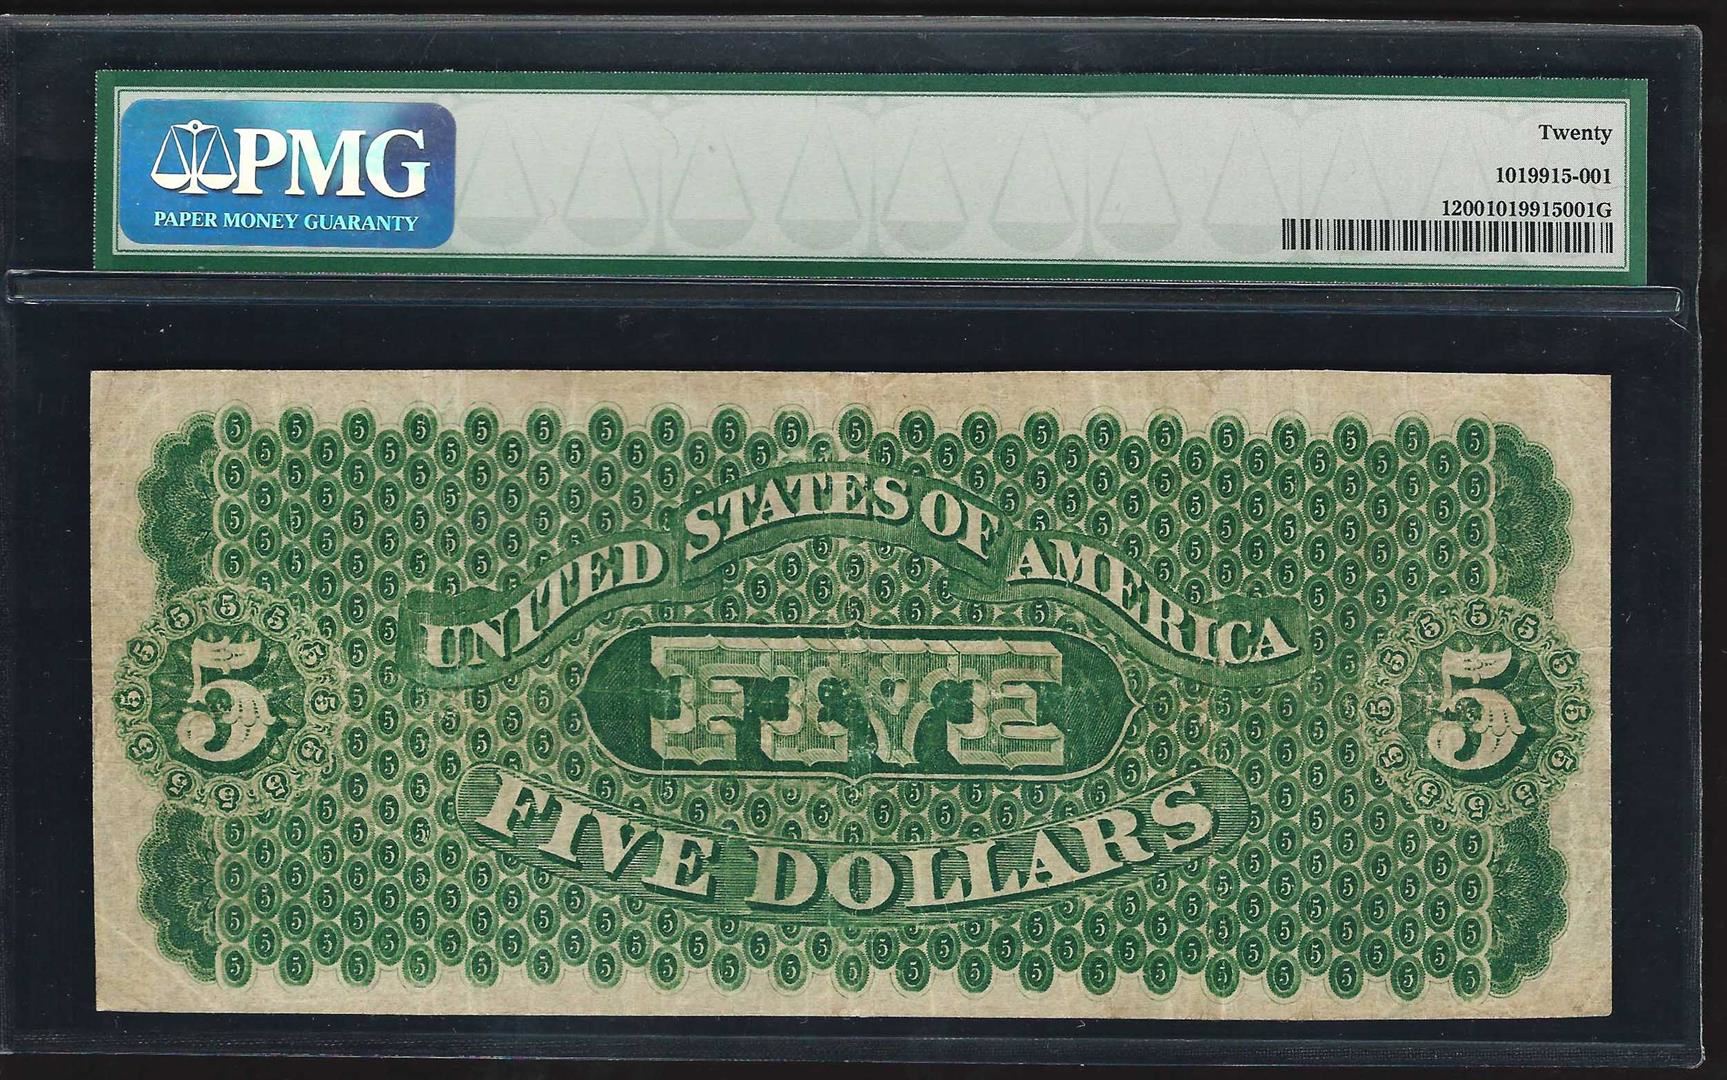 PMG
PAPER MONEY GUARANTY
Twenty
1019915-001
12001019915001G
UNITED STATES OF AMERICA
5
FIVE
5
FIVE DOLLARS